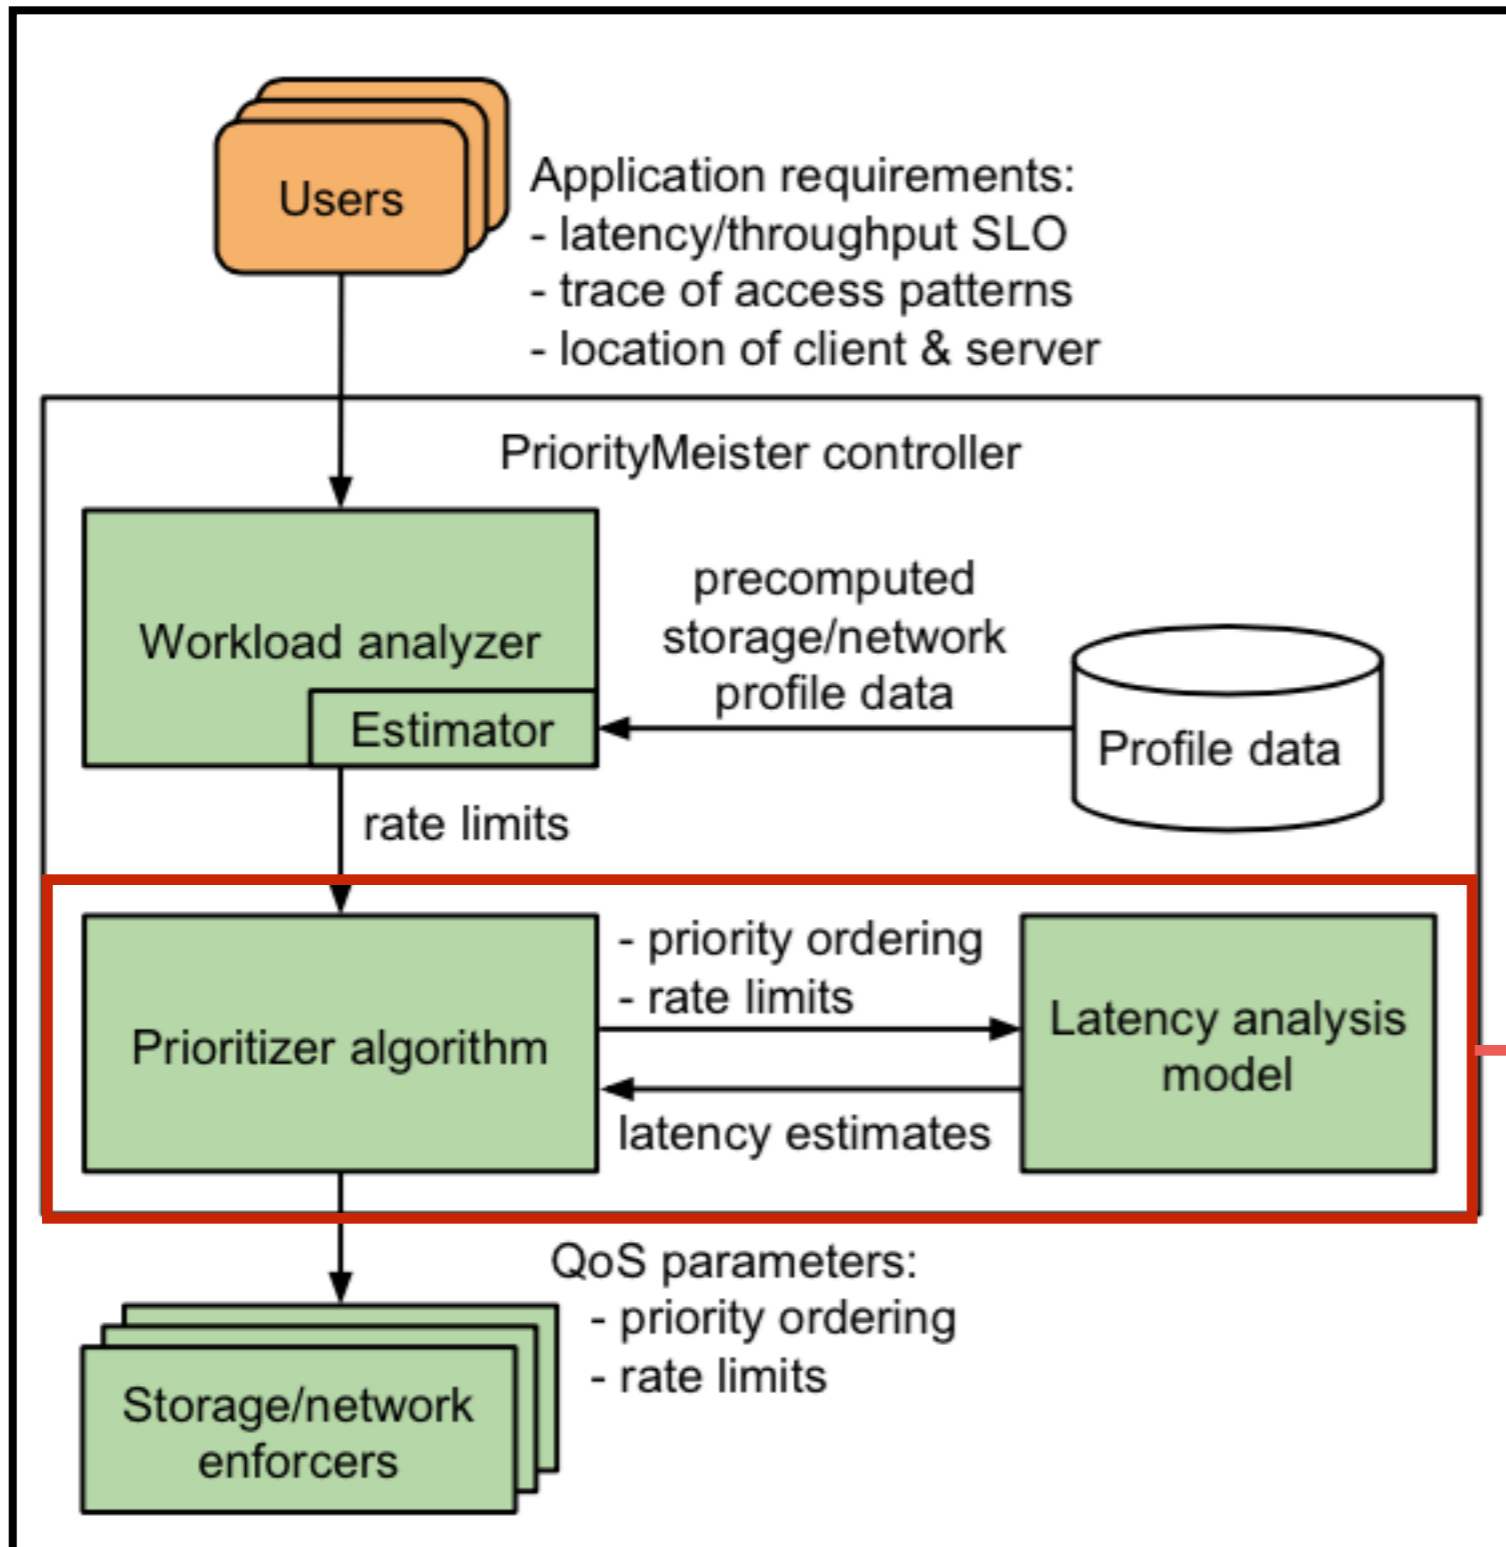 Users
Application requirements:
- latency/throughput SLO
- trace of access patterns
- location of client & server
PriorityMeister controller
Workload analyzer
Estimator
precomputed
storage/network
profile data
Profile data
rate limits
Prioritizer algorithm
- priority ordering
- rate limits
latency estimates
Latency analysis
model
QoS parameters:
- priority ordering
- rate limits
Storage/network
enforcers